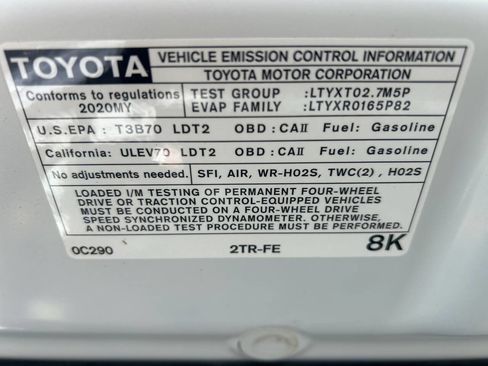 TOYOTA
VEHICLE EMISSION CONTROL INFORMATION
TOYOTA MOTOR CORPORATION
Conforms to regulations
2020MY
TEST GROUP :LTYXT02.7M5P
EVAP FAMILY :LTYXR0165P82
U.S.EPA : T3B70 LDT2 OBD : CAII Fuel: Gasoline
California: ULEV70 LDT2 OBD : CAII Fuel: Gasoline
No adjustments needed. SFI, AIR, WR-HO2S, TWC(2) , HO2S
LOADED I/M TESTING OF PERMANENT FOUR-WHEEL
DRIVE OR TRACTION CONTROL-EQUIPPED VEHICLES
MUST BE CONDUCTED ON A FOUR-WHEEL DRIVE
SPEED SYNCHRONIZED DYNAMOMETER. OTHERWISE,
A NON-LOADED TEST PROCEDURE MUST BE FOUND.
0C290 2TR-FE 8K